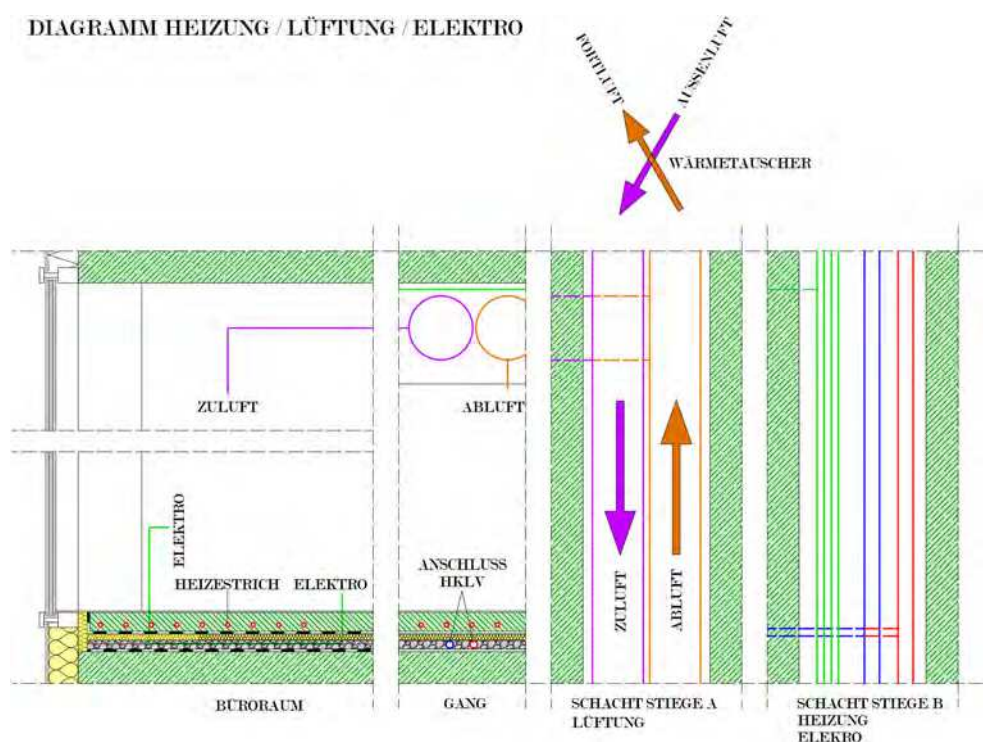 DIAGRAMM HEIZUNG / LÜFTUNG / ELEKTRO
FORTLUFT
AUSSENLUFT
WÄRMETAUSCHER
ZULUFT
ABLUFT
ELEKTRO
HEIZESTRICH
ELEKTRO
ANSCHLUSS
HKLV
ZULUFT
ABLUFT
BÜRORAUM
GANG
SCHACHT STIEGE A
LÜFTUNG
SCHACHT STIEGE B
HEIZUNG
ELEKRO